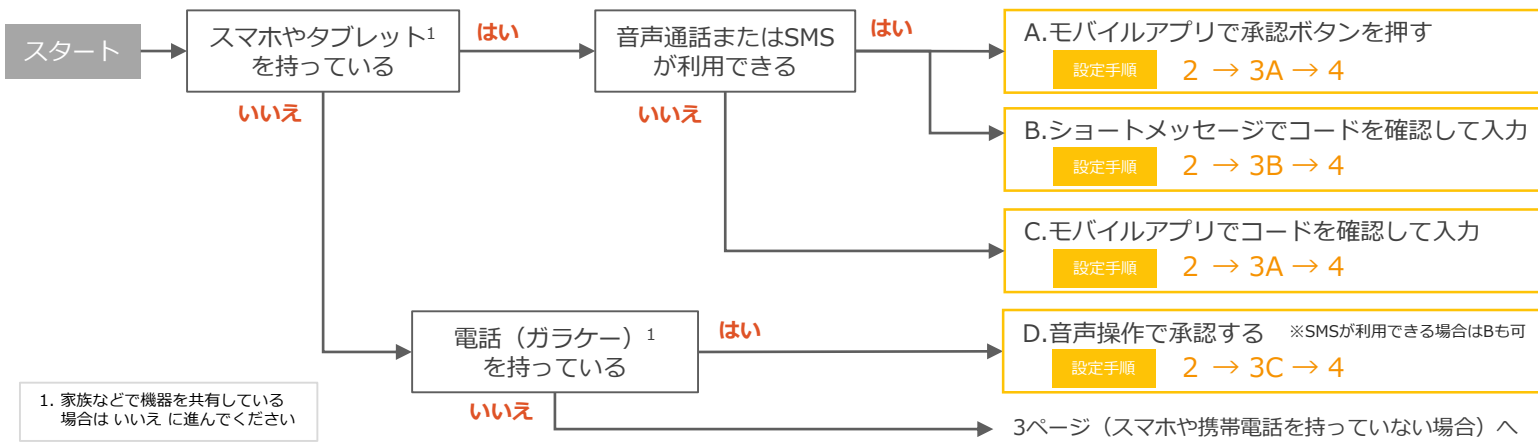 スタート
スマホやタブレット1
を持っている
はい
いいえ
音声通話またはSMS
が利用できる
はい
いいえ
A.モバイルアプリで承認ボタンを押す
設定手順 2 → 3A → 4
B.ショートメッセージでコードを確認して入力
設定手順 2 → 3B → 4
C.モバイルアプリでコードを確認して入力
設定手順 2 → 3A → 4
電話（ガラケー）1
を持っている
はい
いいえ
D.音声操作で承認する ※SMSが利用できる場合はBも可
設定手順 2 → 3C → 4
3ページ（スマホや携帯電話を持っていない場合）へ
1. 家族などで機器を共有している
場合は いいえ に進んでください